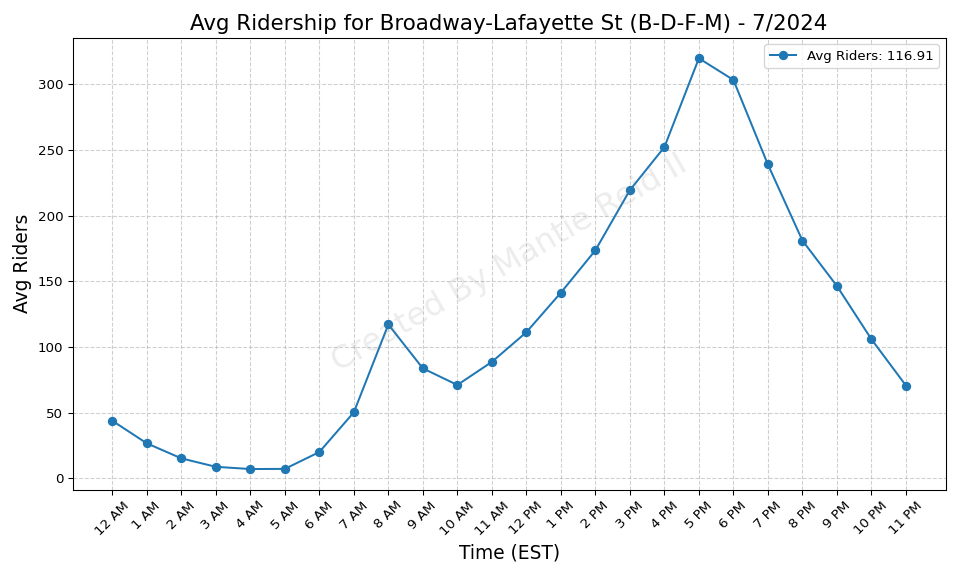 Avg Ridership for Broadway-Lafayette St (B-D-F-M) - 7/2024
Avg Riders: 116.91
Avg Riders
300
250
200
150
100
50
0
Created By Mantie Reid II
12 AM
1 AM
2 AM
3 AM
4 AM
5 AM
6 AM
7 AM
8 AM
9 AM
10 AM
11 AM
12 PM
1 PM
2 PM
3 PM
4 PM
5 PM
6 PM
7 PM
8 PM
9 PM
10 PM
11 PM
Time (EST)